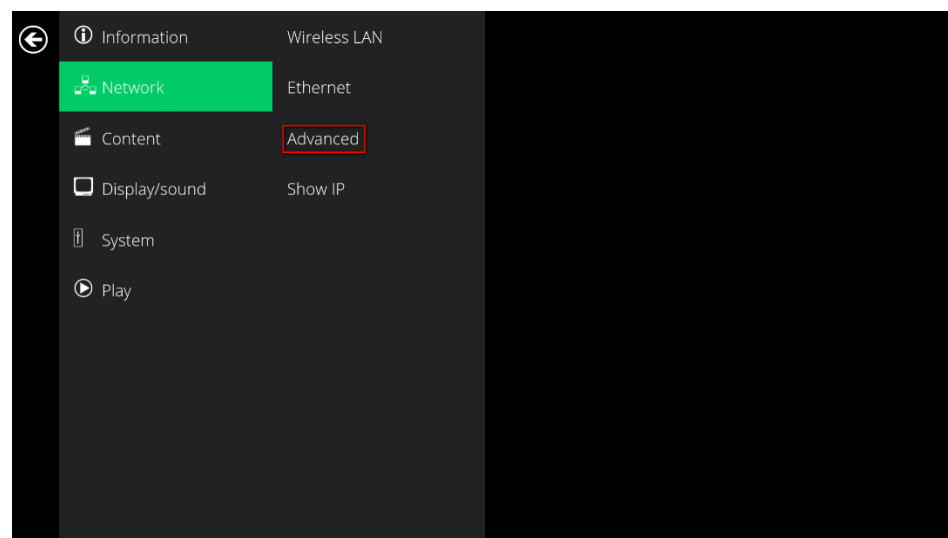 Information
Network
Content
Display/sound
System
Play
Wireless LAN
Ethernet
Advanced
Show IP